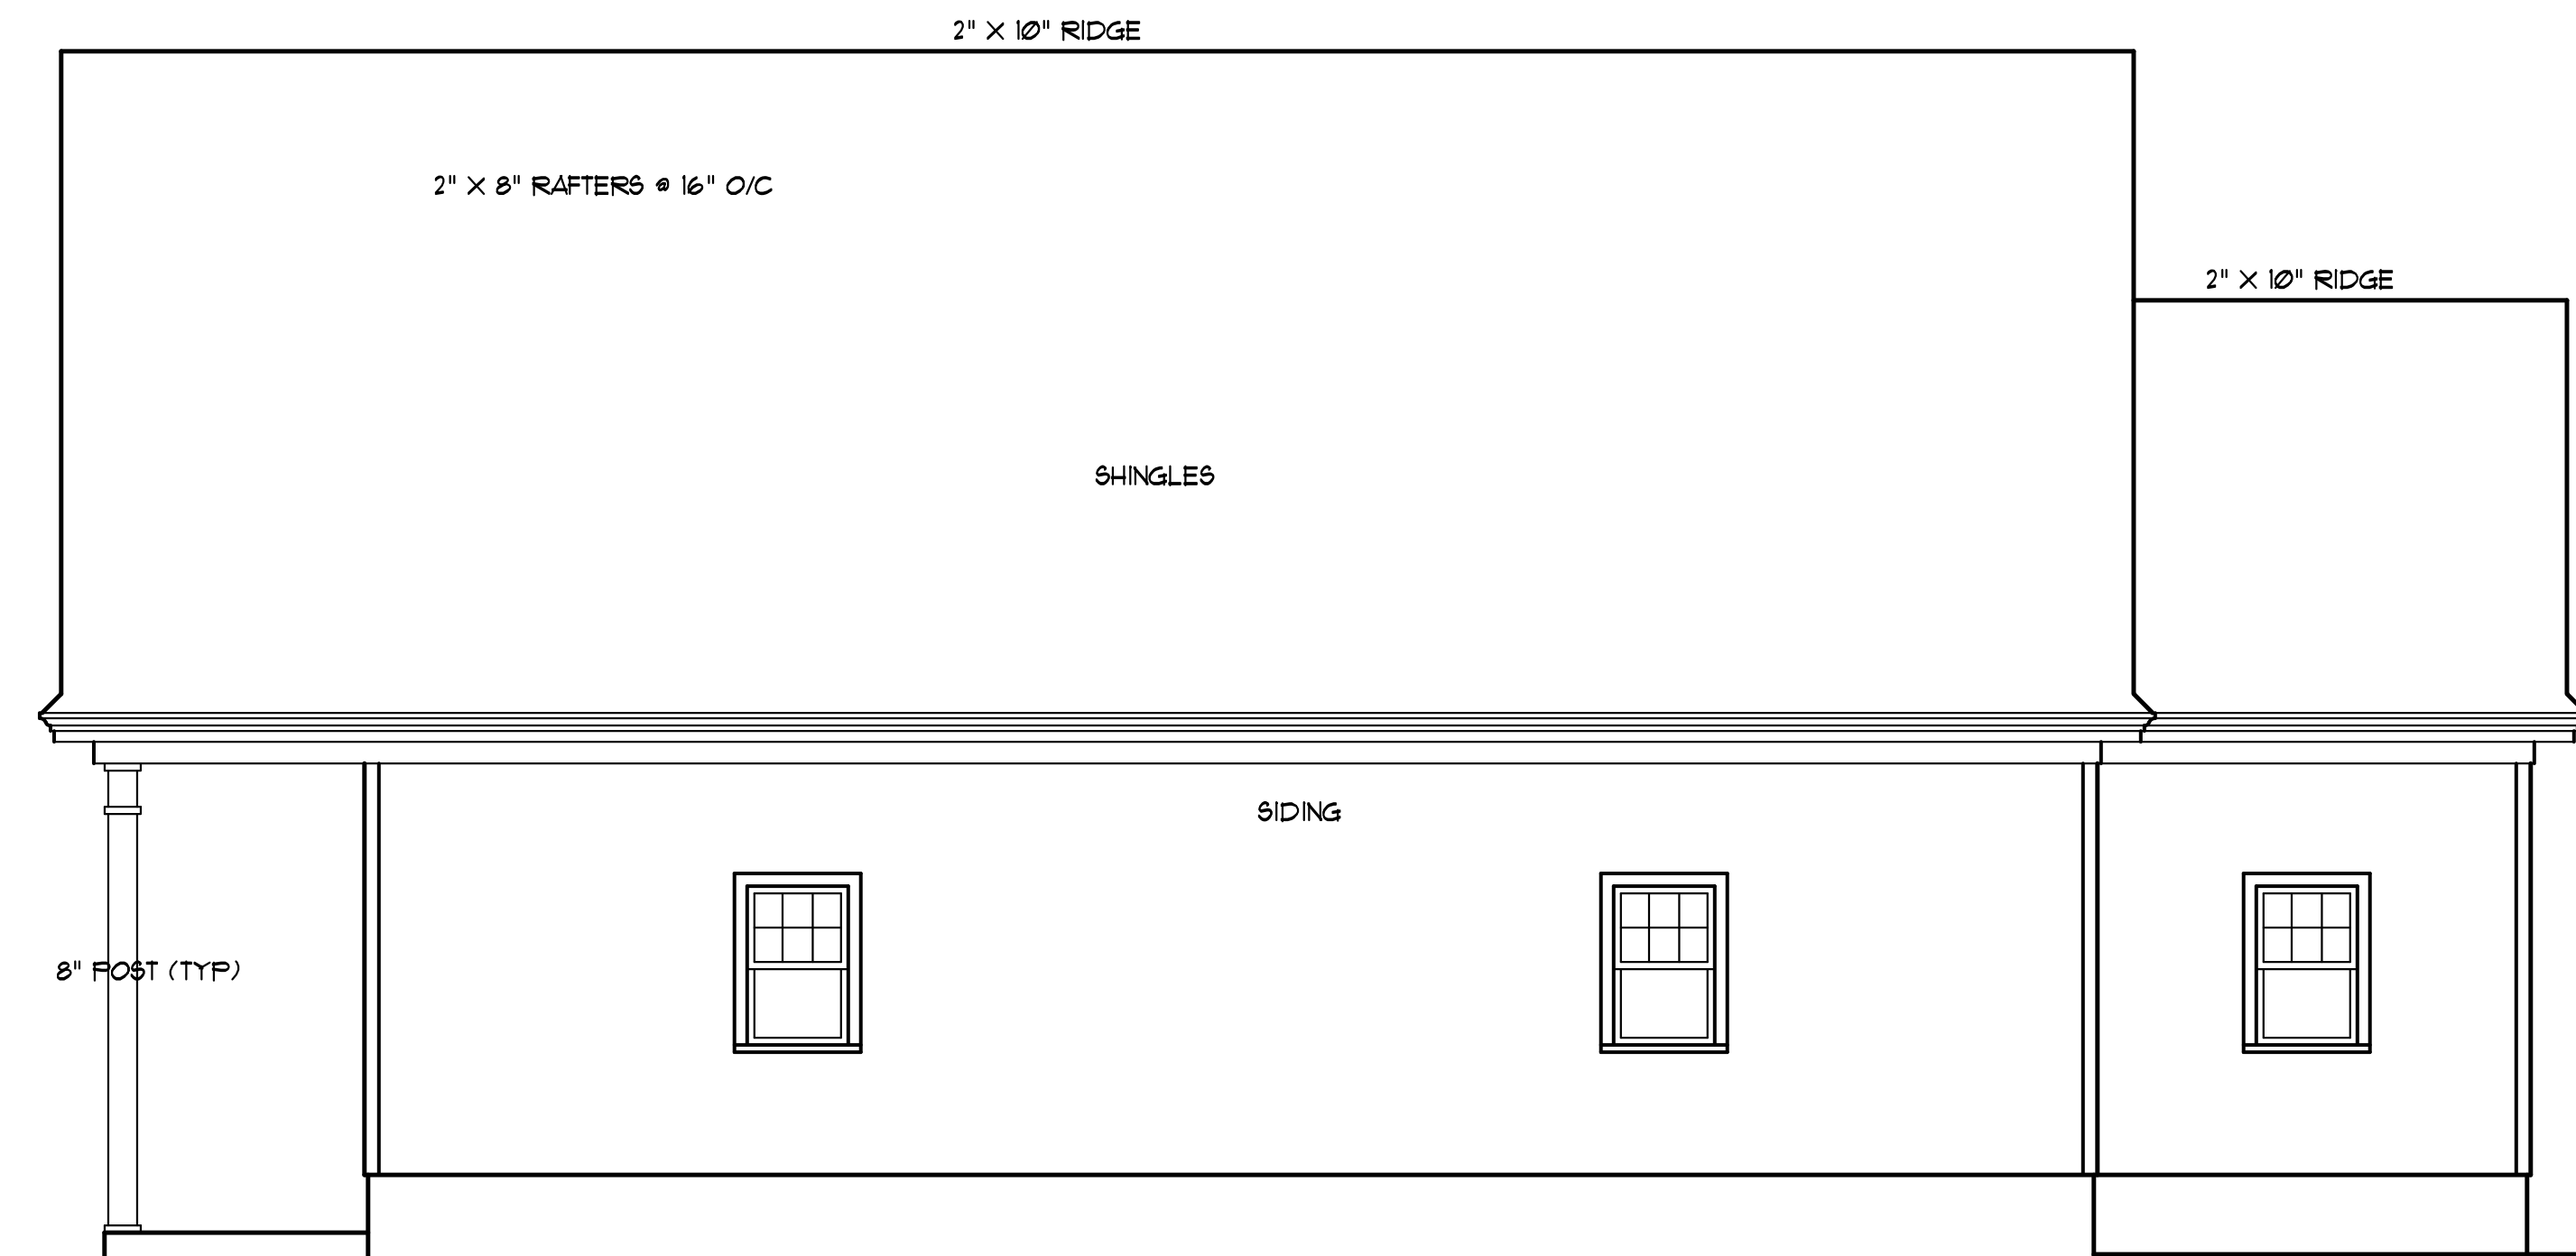 2" X 10" RIDGE
2" X 8" RAFTERS @ 16" O/C
2" X 10" RIDGE
SHINGLES
SIDING
8" POST (TYP)